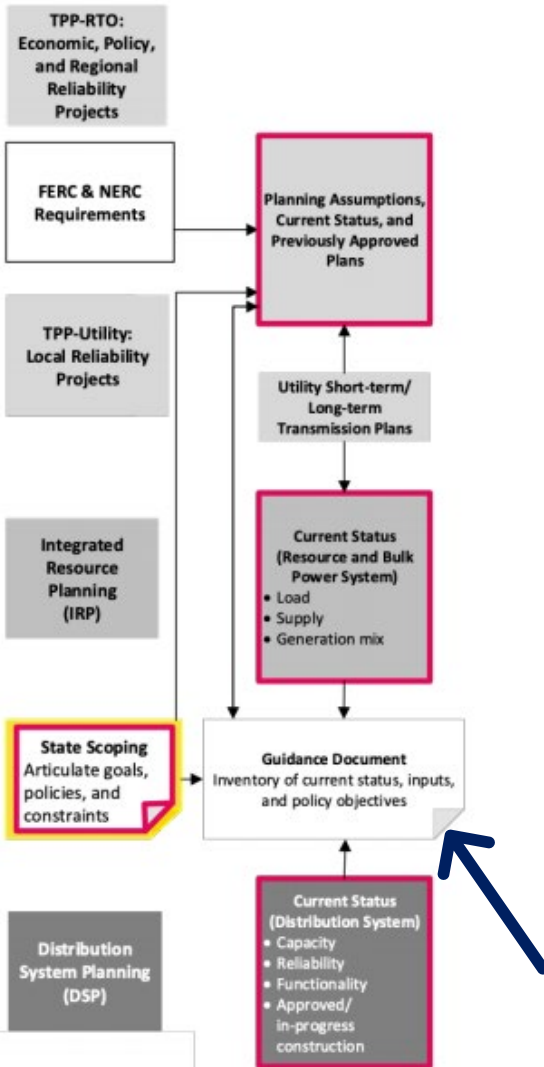 TPP-RTO:
Economic, Policy,
and Regional
Reliability
Projects
FERC & NERC
Requirements
Planning Assumptions,
Current Status, and
Previously Approved
Plans
TPP-Utility:
Local Reliability
Projects
Utility Short-term/
Long-term
Transmission Plans
Integrated
Resource
Planning
(IRP)
Current Status
(Resource and Bulk
Power System)
• Load
• Supply
• Generation mix
State Scoping
Articulate goals,
policies, and
constraints
Guidance Document
Inventory of current status, inputs,
and policy objectives
Distribution
System Planning
(DSP)
Current Status
(Distribution System)
• Capacity
• Reliability
• Functionality
• Approved/
in-progress
construction